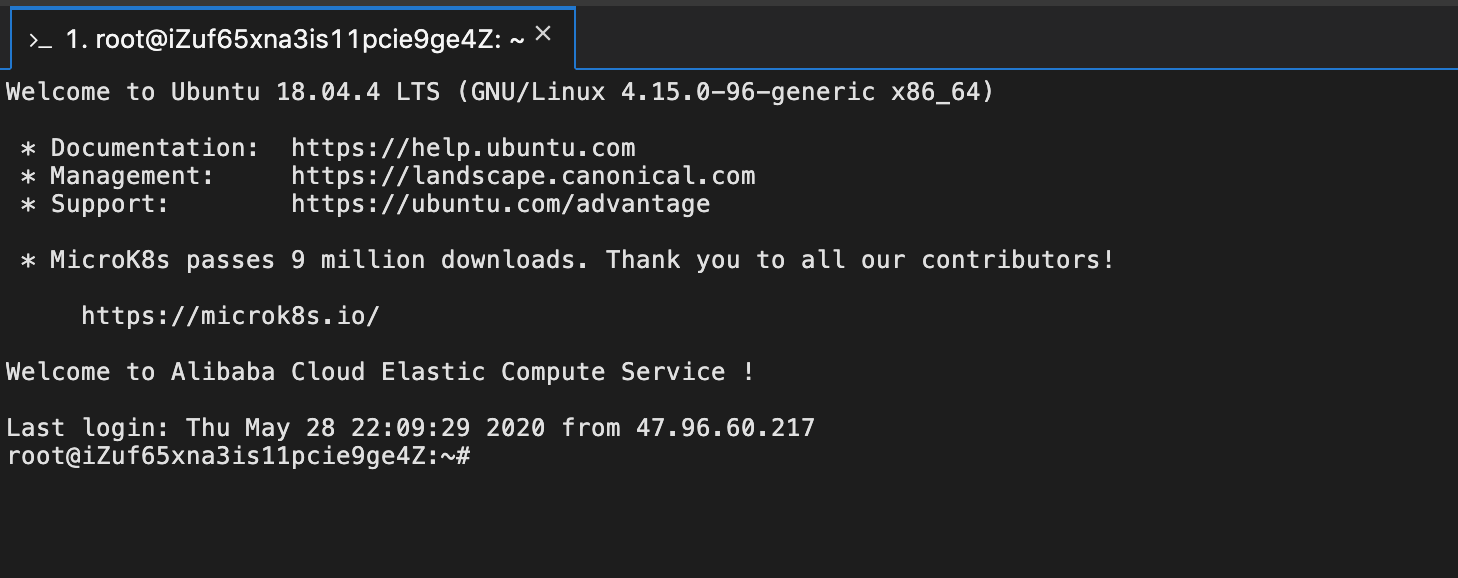 >_ 1. root@iZuf65xna3is11pcie9ge4Z: ~ ×
Welcome to Ubuntu 18.04.4 LTS (GNU/Linux 4.15.0-96-generic x86_64)
* Documentation: https://help.ubuntu.com
* Management: https://landscape.canonical.com
* Support: https://ubuntu.com/advantage
* MicroK8s passes 9 million downloads. Thank you to all our contributors!
https://microk8s.io/
Welcome to Alibaba Cloud Elastic Compute Service !
Last login: Thu May 28 22:09:29 2020 from 47.96.60.217
root@iZuf65xna3is11pcie9ge4Z:~#